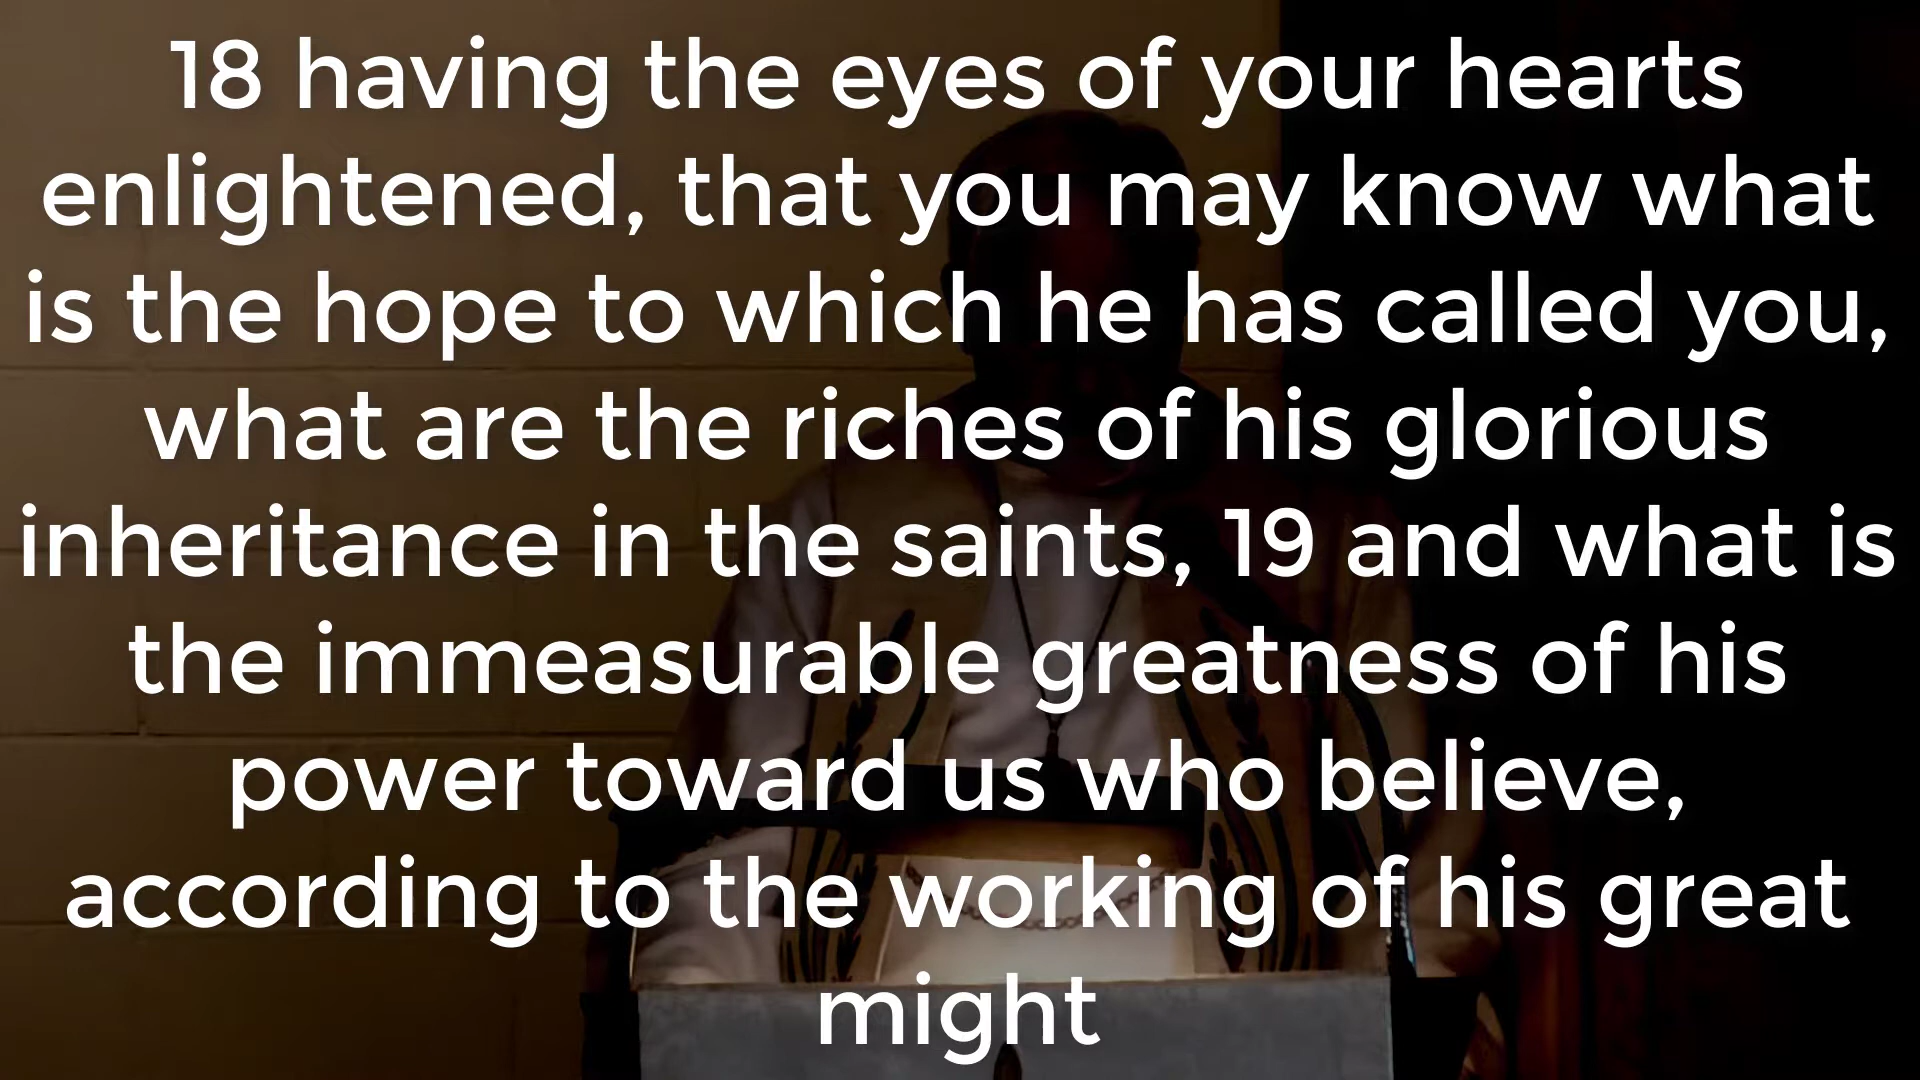 18 having the eyes of your hearts
enlightened, that you may know what
is the hope to which he has called you,
what are the riches of his glorious
inheritance in the saints, 19 and what is
the immeasurable greatness of his
power toward us who believe,
according to the working of his great
might